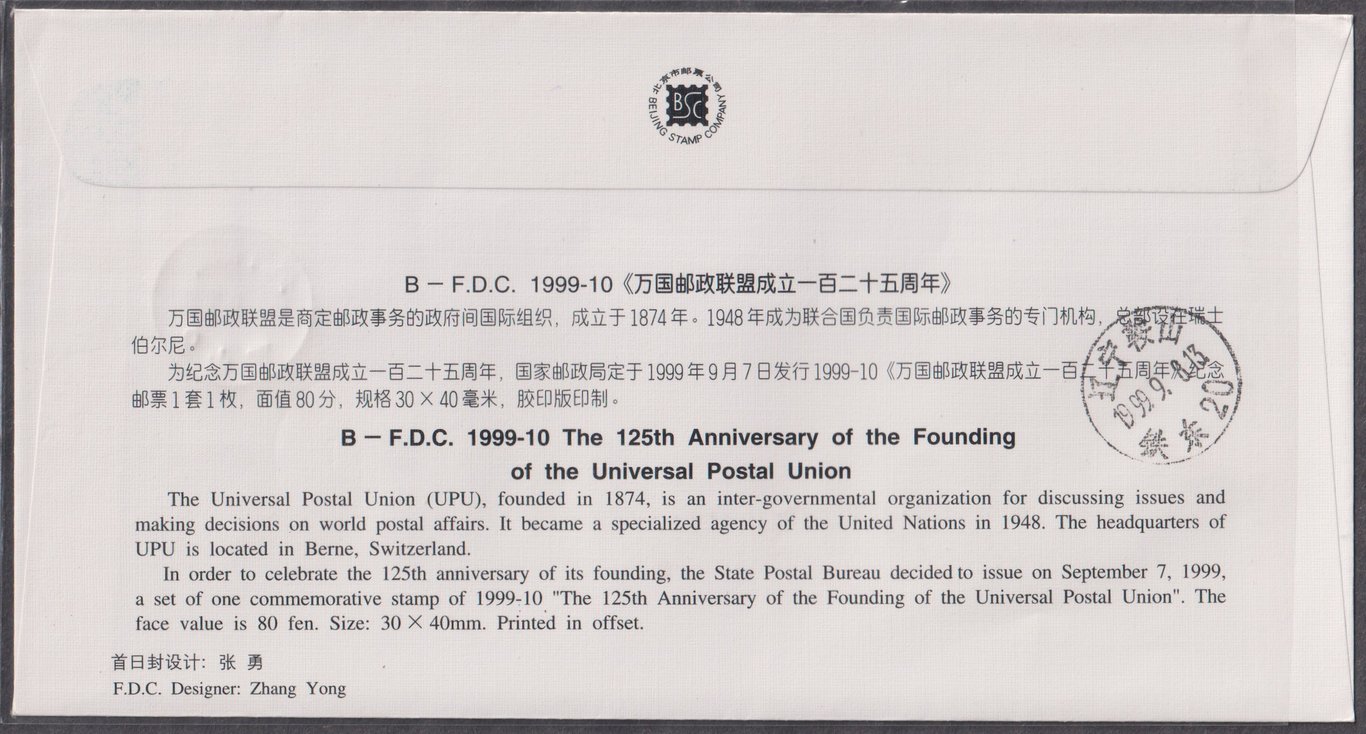 北京市邮票公司
BSC
BEIJING STAMP COMPANY
B — F.D.C. 1999-10《万国邮政联盟成立一百二十五周年》
万国邮政联盟是商定邮政事务的政府间国际组织，成立于1874年。1948年成为联合国负责国际邮政事务的专门机构，总部设在瑞士
伯尔尼。
为纪念万国邮政联盟成立一百二十五周年，国家邮政局定于1999年9月7日发行1999-10《万国邮政联盟成立一百二十五周年》纪念
邮票1套1枚，面值80分，规格30×40毫米，胶印版印制。
辽宁鞍山
1999.9.8.13
铁东 20
B — F.D.C. 1999-10 The 125th Anniversary of the Founding
of the Universal Postal Union
The Universal Postal Union (UPU), founded in 1874, is an inter-governmental organization for discussing issues and
making decisions on world postal affairs. It became a specialized agency of the United Nations in 1948. The headquarters of
UPU is located in Berne, Switzerland.
In order to celebrate the 125th anniversary of its founding, the State Postal Bureau decided to issue on September 7, 1999,
a set of one commemorative stamp of 1999-10 "The 125th Anniversary of the Founding of the Universal Postal Union". The
face value is 80 fen. Size: 30×40mm. Printed in offset.
首日封设计：张 勇
F.D.C. Designer: Zhang Yong